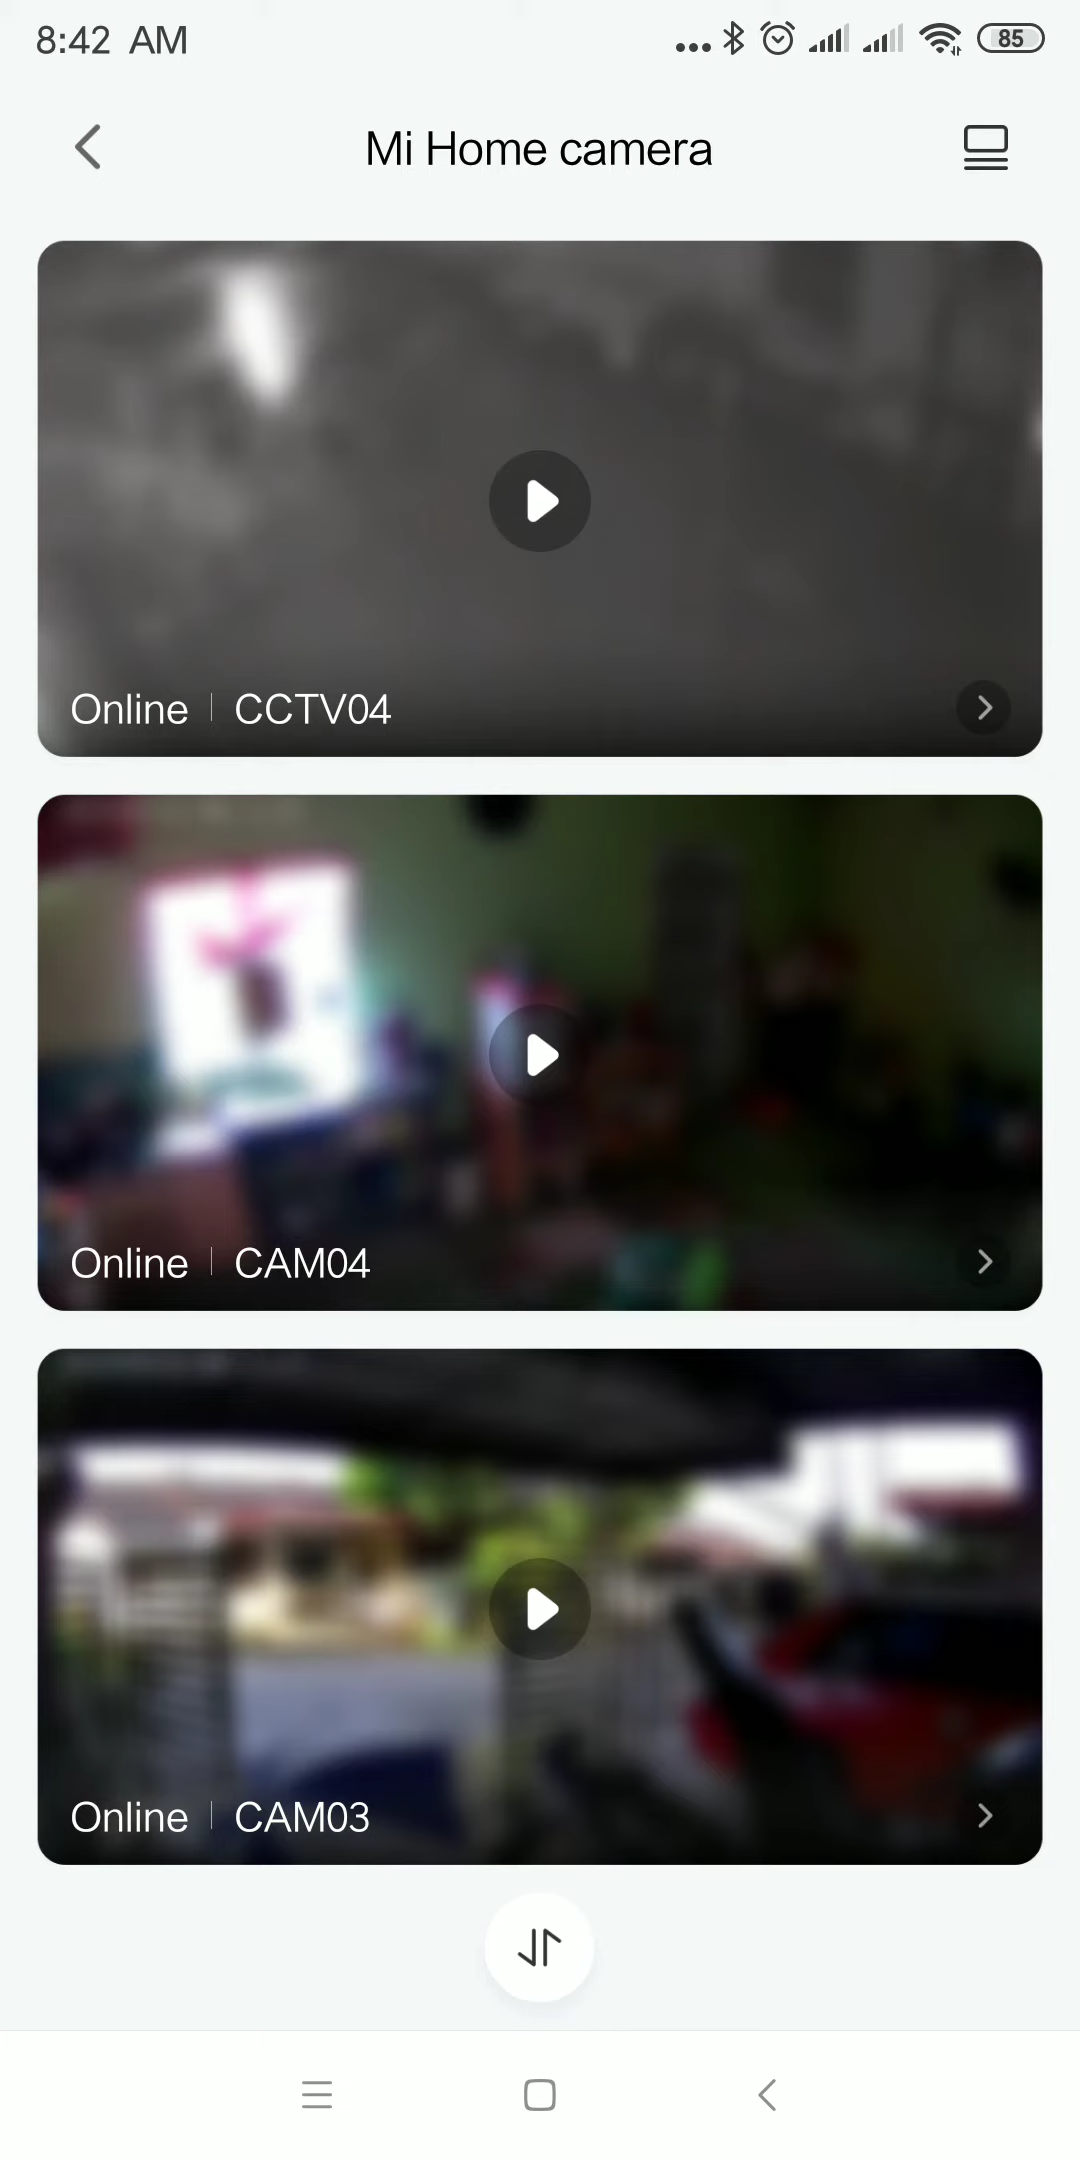 8:42 AM
85
Mi Home camera
Online | CCTV04
Online | CAM04
Online | CAM03